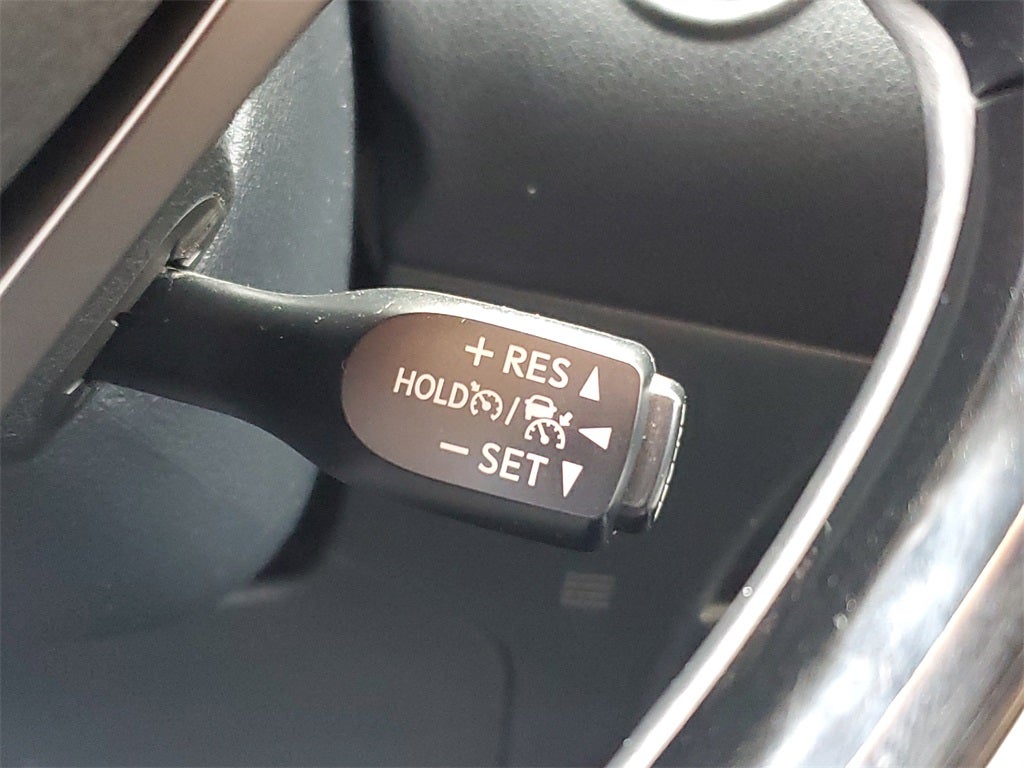 + RES ▲
HOLD / ◀
− SET ▼